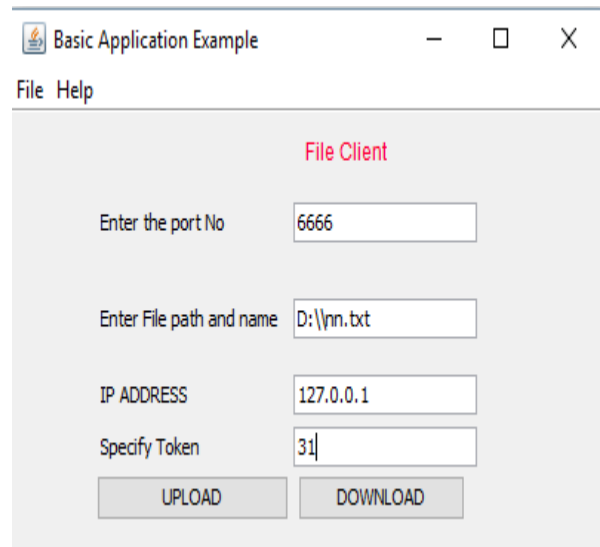 Basic Application Example
File Help
File Client
Enter the port No 6666
Enter File path and name D:\\nn.txt
IP ADDRESS 127.0.0.1
Specify Token 31
UPLOAD DOWNLOAD